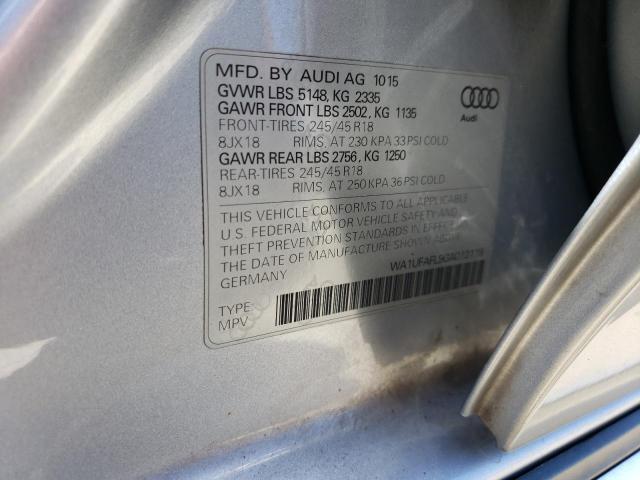 MFD. BY AUDI AG 10 15
GVWR LBS 5148, KG 2335
GAWR FRONT LBS 2502, KG 1135
FRONT-TIRES 245/45 R18
8JX18 RIMS, AT 230 KPA 33 PSI COLD
GAWR REAR LBS 2756, KG 1250
REAR-TIRES 245/45 R18
8JX18 RIMS, AT 250 KPA 36 PSI COLD
Audi
THIS VEHICLE CONFORMS TO ALL APPLICABLE
U.S. FEDERAL MOTOR VEHICLE SAFETY AND
THEFT PREVENTION STANDARDS IN EFFECT ON
THE DATE OF MANUFACTURE SHOWN ABOVE.
GERMANY
TYPE:
MPV